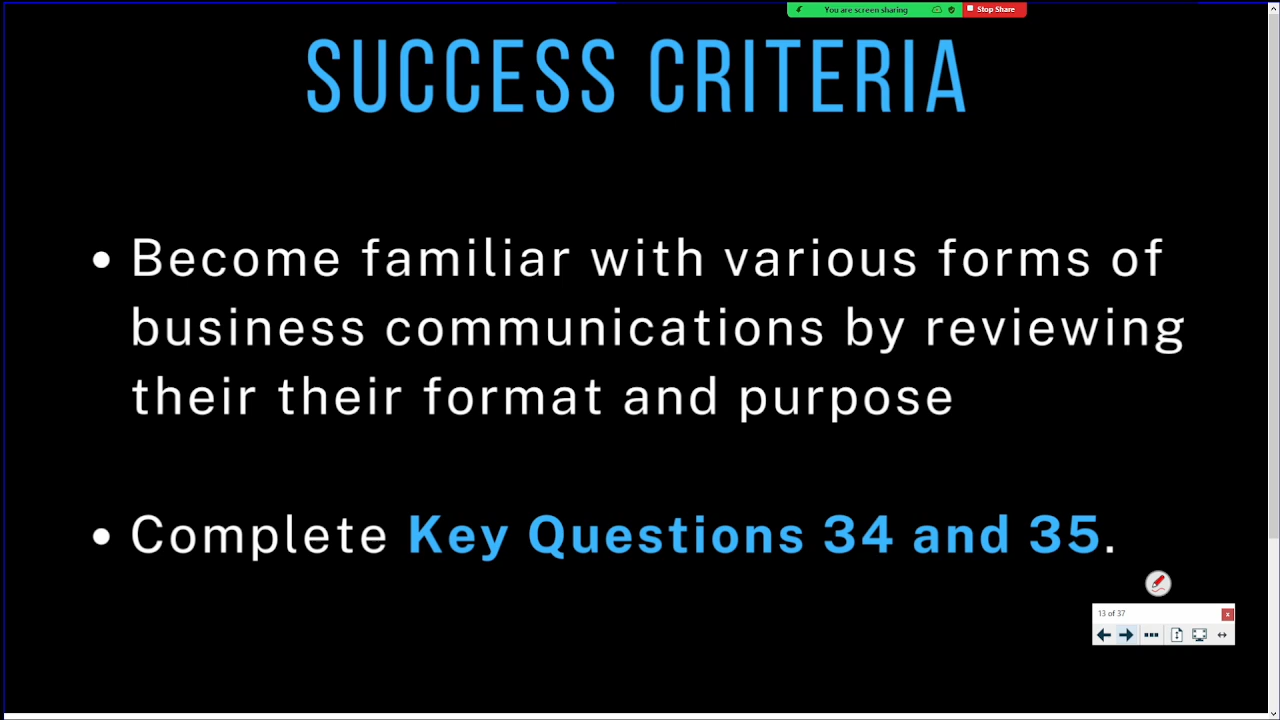 You are screen sharing
Stop Share
SUCCESS CRITERIA
• Become familiar with various forms of
business communications by reviewing
their their format and purpose
• Complete Key Questions 34 and 35.
13 of 37